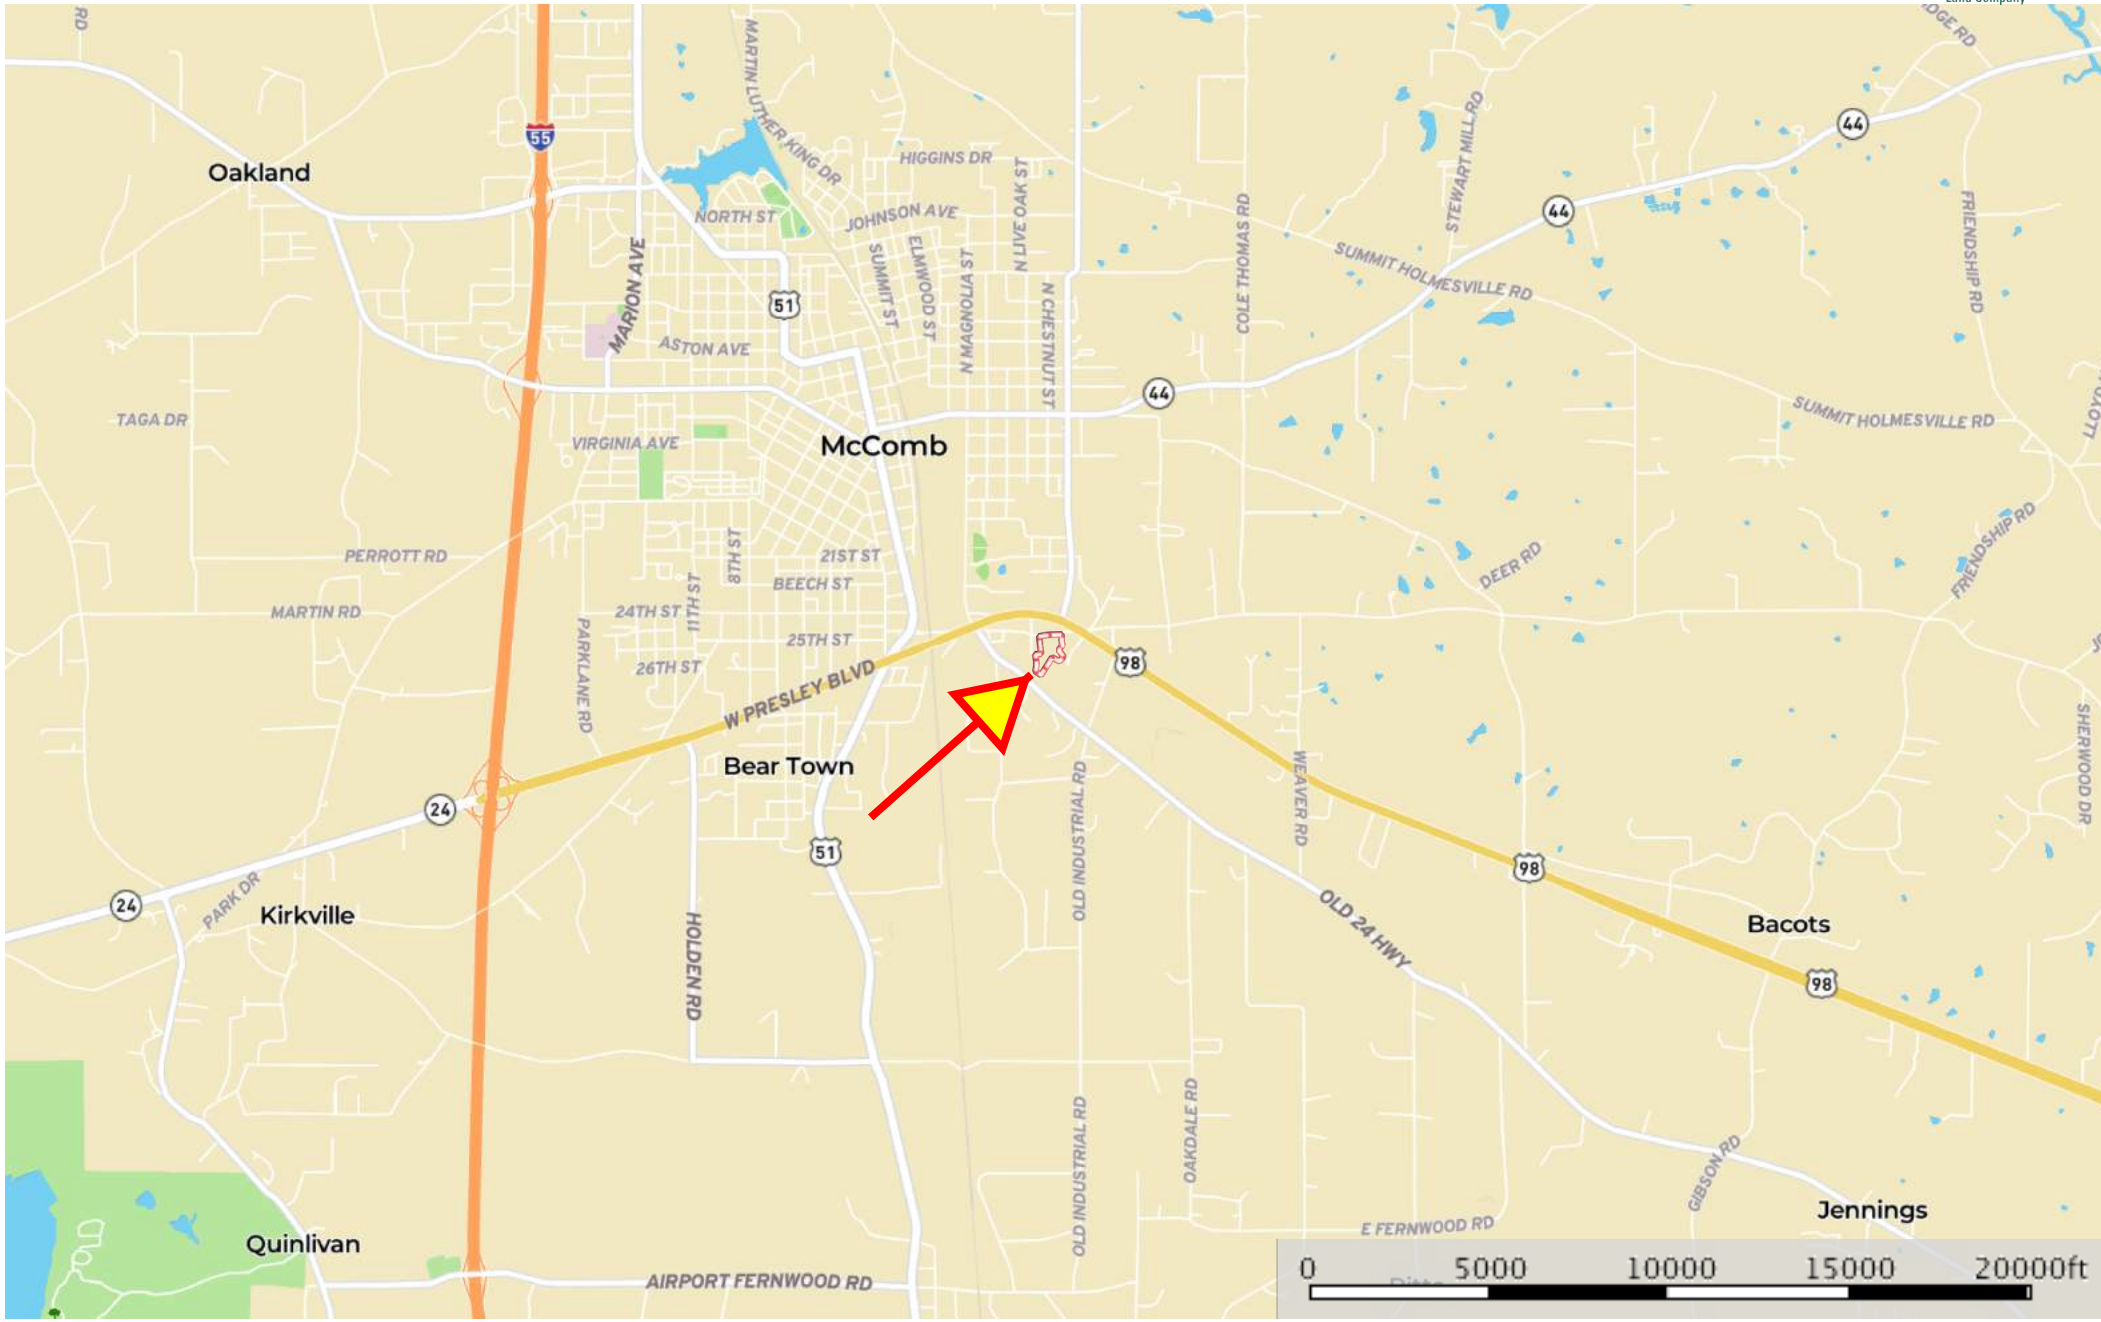 Land Company
RD
DGE RD
MARTIN LUTHER KING DR
55
44
Oakland
HIGGINS DR
STEWART MILL RD
N LIVE OAK ST
NORTH ST
JOHNSON AVE
44
FRIENDSHIP RD
COLE THOMAS RD
MARION AVE
SUMMIT ST
ELMWOOD ST
N MAGNOLIA ST
SUMMIT HOLMESVILLE RD
51
N CHESTNUT ST
ASTON AVE
44
TAGA DR
SUMMIT HOLMESVILLE RD
VIRGINIA AVE
McComb
PERROTT RD
8TH ST
21ST ST
DEER RD
FRIENDSHIP RD
BEECH ST
MARTIN RD
24TH ST
11TH ST
25TH ST
PARKLANE RD
26TH ST
98
W PRESLEY BLVD
SHERWOOD DR
Bear Town
WEAVER RD
24
OLD INDUSTRIAL RD
51
98
24
PARK DR
Kirkville
OLD 24 HWY
Bacots
HOLDEN RD
98
OLD INDUSTRIAL RD
OAKDALE RD
GIBSON RD
Jennings
E FERNWOOD RD
Quinlivan
AIRPORT FERNWOOD RD
0 5000 10000 15000 20000ft